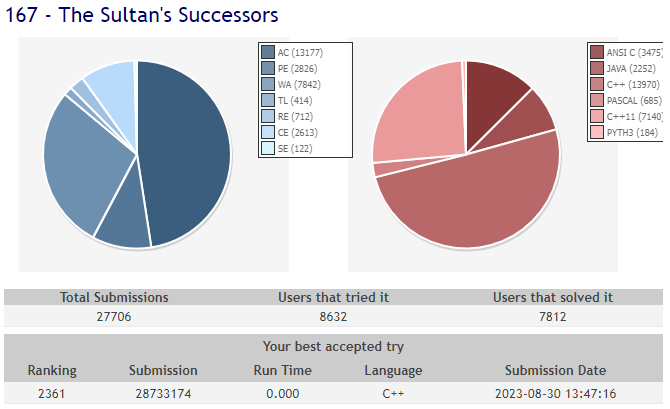 167 - The Sultan's Successors
AC (13177)
PE (2826)
WA (7842)
TL (414)
RE (712)
CE (2613)
SE (122)
ANSI C (3475)
JAVA (2252)
C++ (13970)
PASCAL (685)
C++11 (7140)
PYTH3 (184)
Total Submissions Users that tried it Users that solved it
27706 8632 7812
Your best accepted try
Ranking Submission Run Time Language Submission Date
2361 28733174 0.000 C++ 2023-08-30 13:47:16